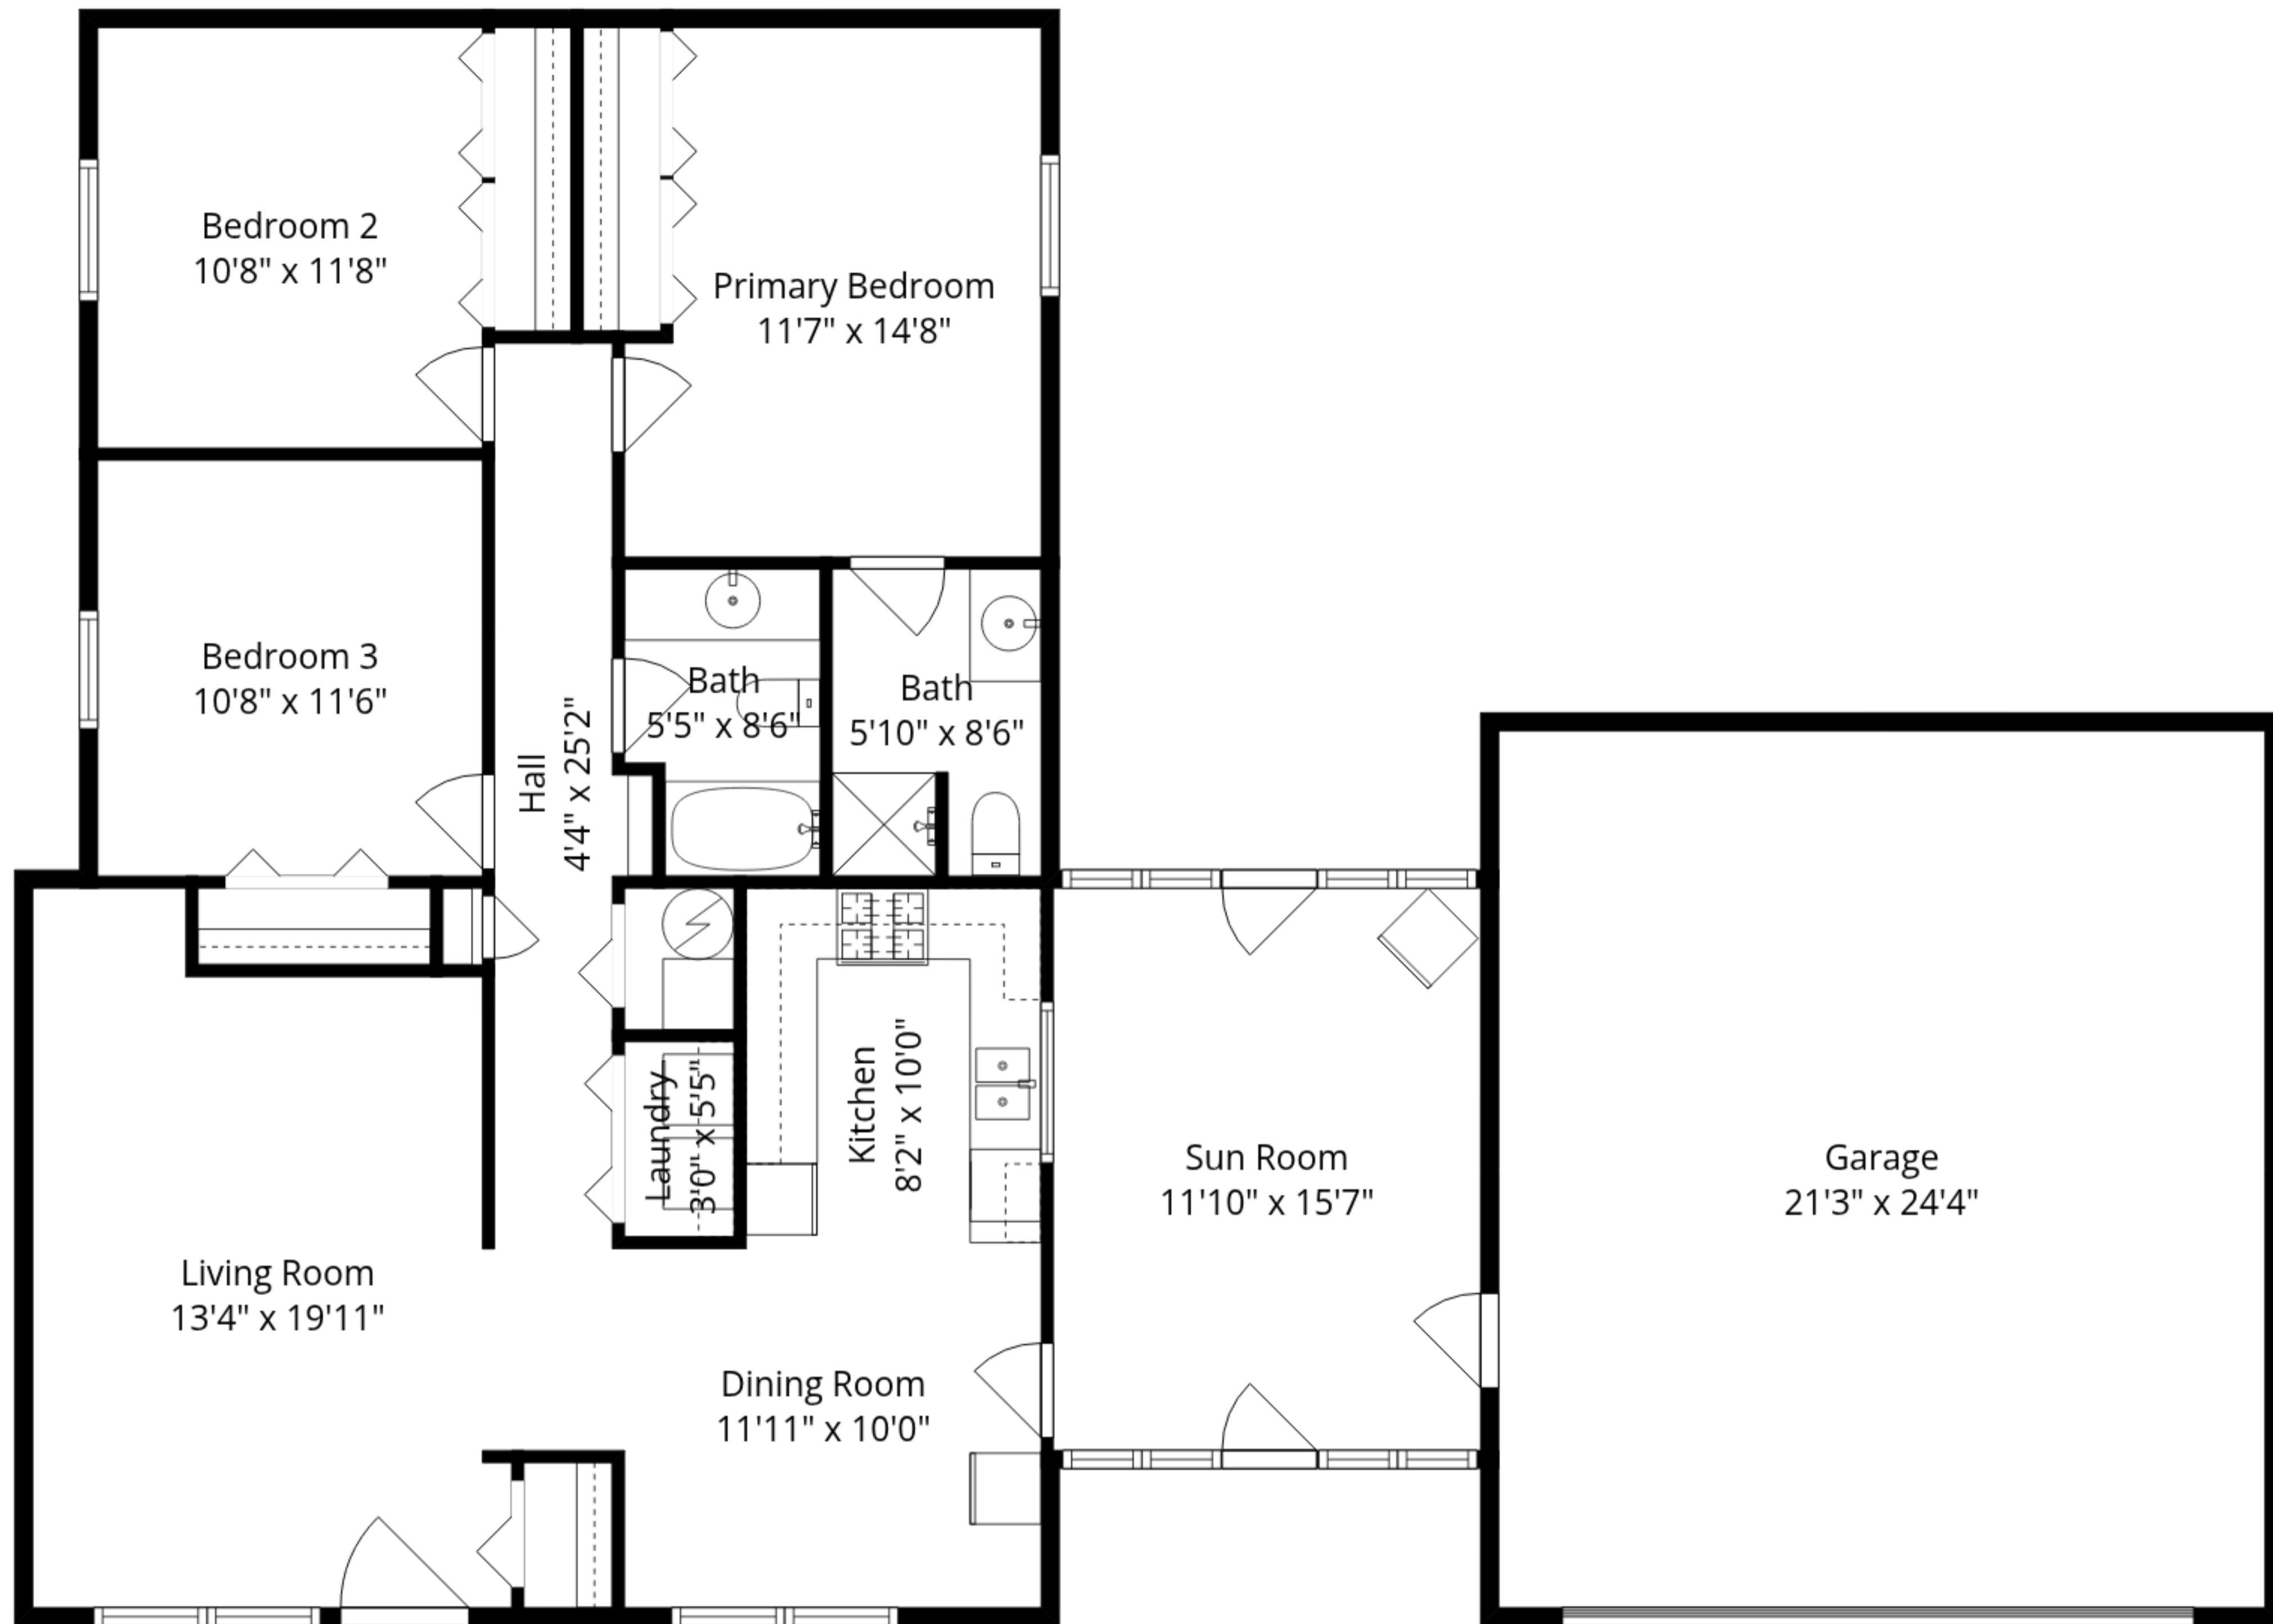 Bedroom 2
10'8" x 11'8"
Primary Bedroom
11'7" x 14'8"
Bedroom 3
10'8" x 11'6"
Hall
4'4" x 25'2"
Bath
5'5" x 8'6"
Bath
5'10" x 8'6"
Laundry
3'0" x 5'5"
Kitchen
8'2" x 10'0"
Sun Room
11'10" x 15'7"
Garage
21'3" x 24'4"
Living Room
13'4" x 19'11"
Dining Room
11'11" x 10'0"